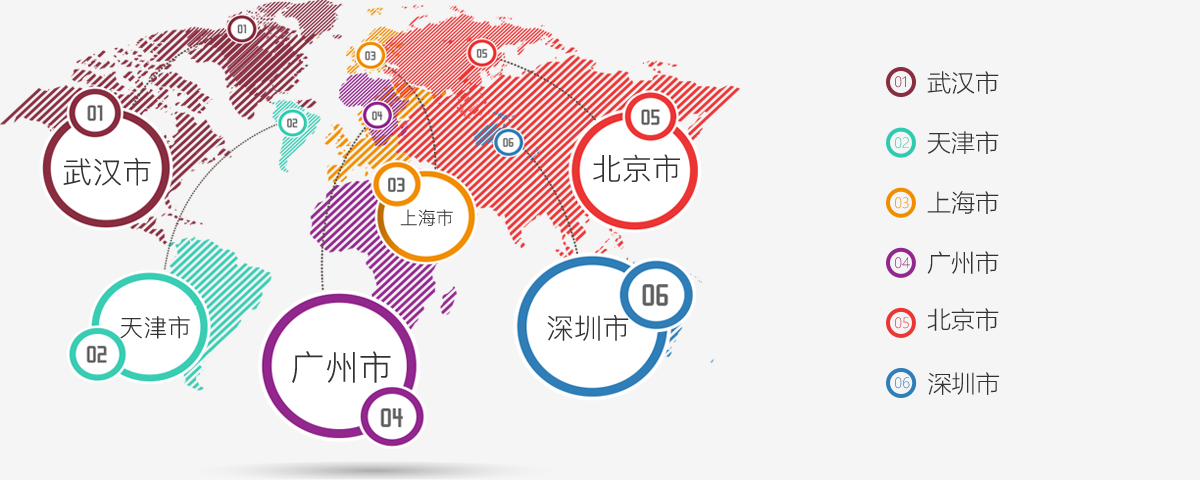 01
03
05
01
02
04
05
06
武汉市
03
北京市
上海市
06
天津市
深圳市
02
广州市
04
01 武汉市
02 天津市
03 上海市
04 广州市
05 北京市
06 深圳市